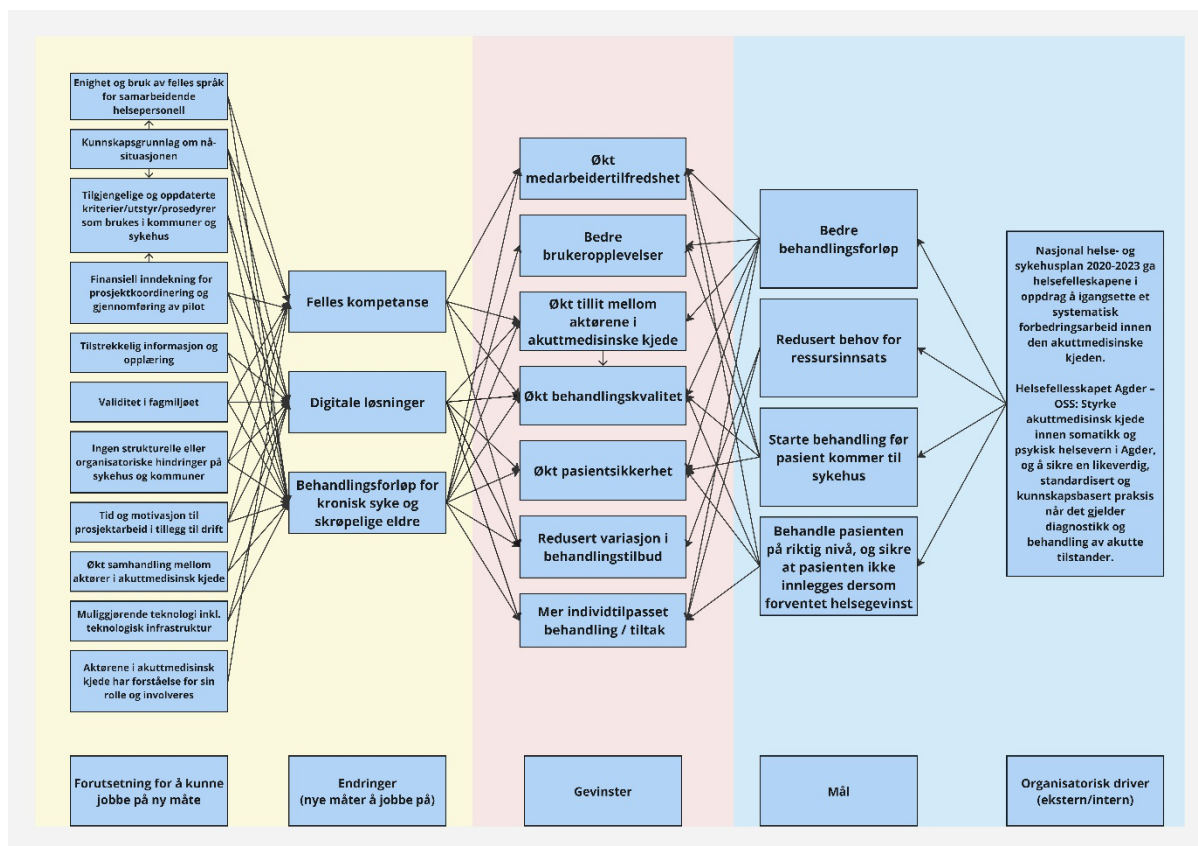 Enighet og bruk av felles språk
for samarbeidende
helsepersonell
Kunnskapsgrunnlag om nå-
situasjonen
Tilgjengelige og oppdaterte
kriterier/utstyr/prosedyrer
som brukes i kommuner og
sykehus
Finansiell inndekning for
prosjektkoordinering og
gjennomføring av pilot
Tilstrekkelig informasjon og
opplæring
Validitet i fagmiljøet
Ingen strukturelle eller
organisatoriske hindringer på
sykehus og kommuner
Tid og motivasjon til
prosjektarbeid i tillegg til drift
Økt samhandling mellom
aktører i akuttmedisinsk kjede
Muliggjørende teknologi inkl.
teknologisk infrastruktur
Aktørene i akuttmedisinsk
kjede har forståelse for sin
rolle og involveres
Forutsetning for å kunne
jobbe på ny måte
Felles kompetanse
Digitale løsninger
Behandlingsforløp for
kronisk syke og
skrøpelige eldre
Endringer
(nye måter å jobbe på)
Økt
medarbeidertilfredshet
Bedre
brukeropplevelser
Økt tillit mellom
aktørene i
akuttmedisinske kjede
Økt behandlingskvalitet
Økt pasientsikkerhet
Redusert variasjon i
behandlingstilbud
Mer individtilpasset
behandling / tiltak
Gevinster
Bedre
behandlingsforløp
Redusert behov for
ressursinnsats
Starte behandling før
pasient kommer til
sykehus
Behandle pasienten
på riktig nivå, og sikre
at pasienten ikke
innlegges dersom
forventet helsegevinst
Mål
Nasjonal helse- og
sykehusplan 2020-2023 ga
helsefelleskapene i
oppdrag å igangsette et
systematisk
forbedringsarbeid innen
den akuttmedisinske
kjeden.
Helsefellesskapet Agder –
OSS: Styrke
akuttmedisinsk kjede
innen somatikk og
psykisk helsevern i Agder,
og å sikre en likeverdig,
standardisert og
kunnskapsbasert praksis
når det gjelder
diagnostikk og
behandling av akutte
tilstander.
Organisatorisk driver
(ekstern/intern)